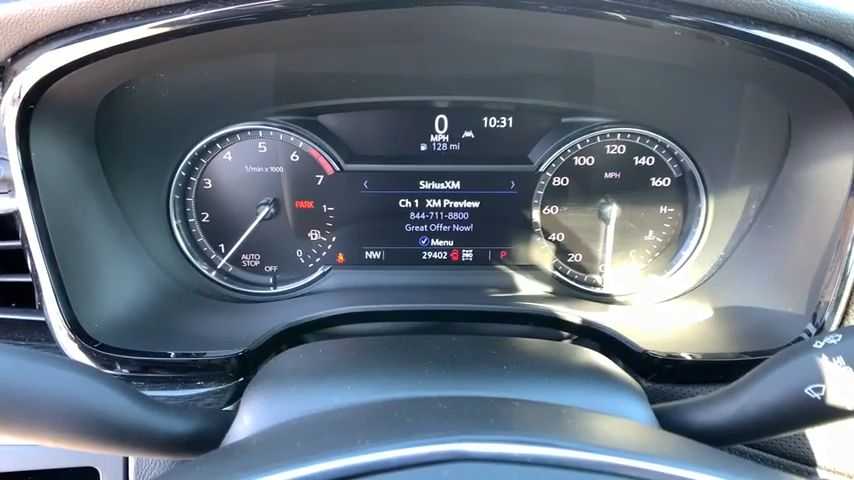 0
MPH
10:31
128 mi
SiriusXM
Ch 1 XM Preview
844-711-8800
Great Offer Now!
Menu
NW
29402
P
1/min x 1000
1
2
3
4
5
6
7
PARK
AUTO
STOP
OFF
0
1
MPH
20
40
60
80
100
120
140
160
H
C